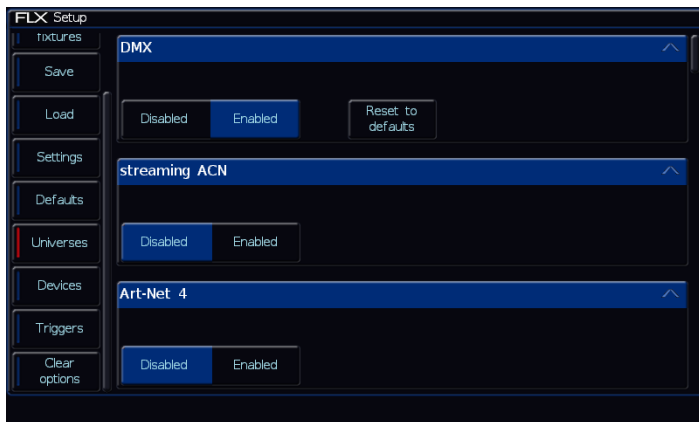 FLX Setup
fixtures
Save
Load
Settings
Defaults
Universes
Devices
Triggers
Clear
options
DMX
Disabled
Enabled
Reset to
defaults
streaming ACN
Disabled
Enabled
Art-Net 4
Disabled
Enabled